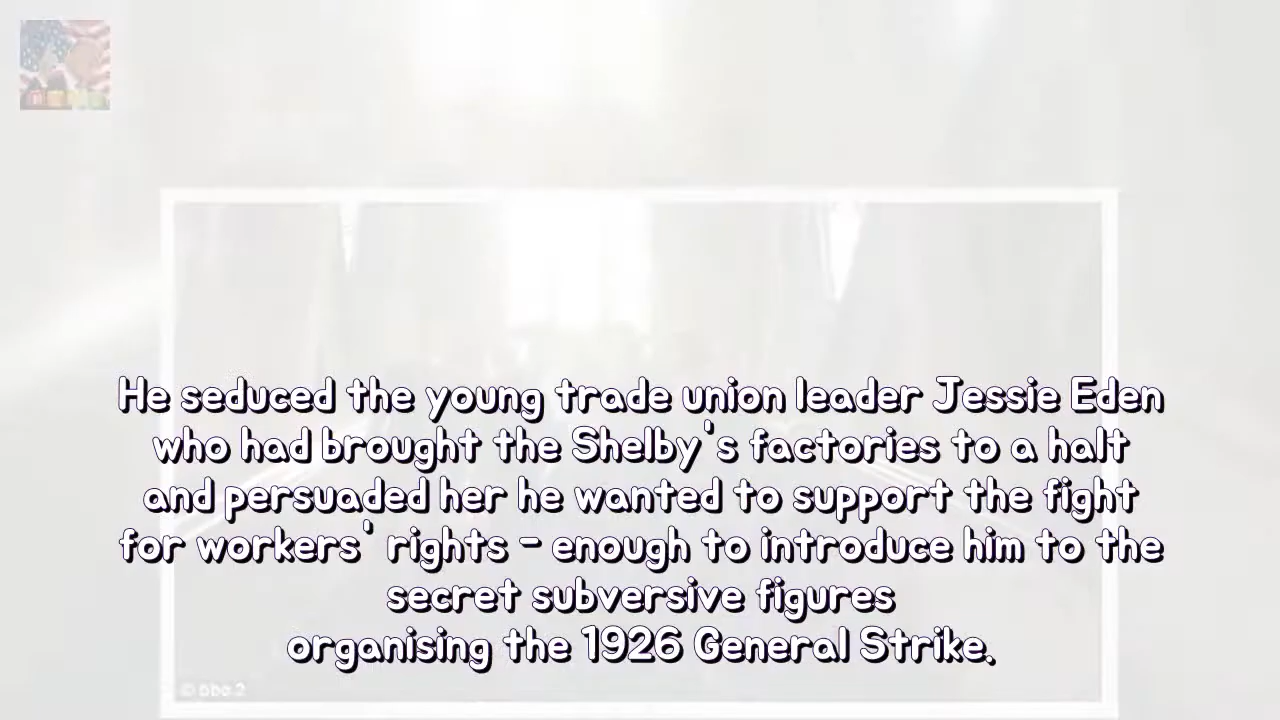 He seduced the young trade union leader Jessie Eden
who had brought the Shelby's factories to a halt
and persuaded her he wanted to support the fight
for workers' rights - enough to introduce him to the
secret subversive figures
organising the 1926 General Strike.
© bbc 2